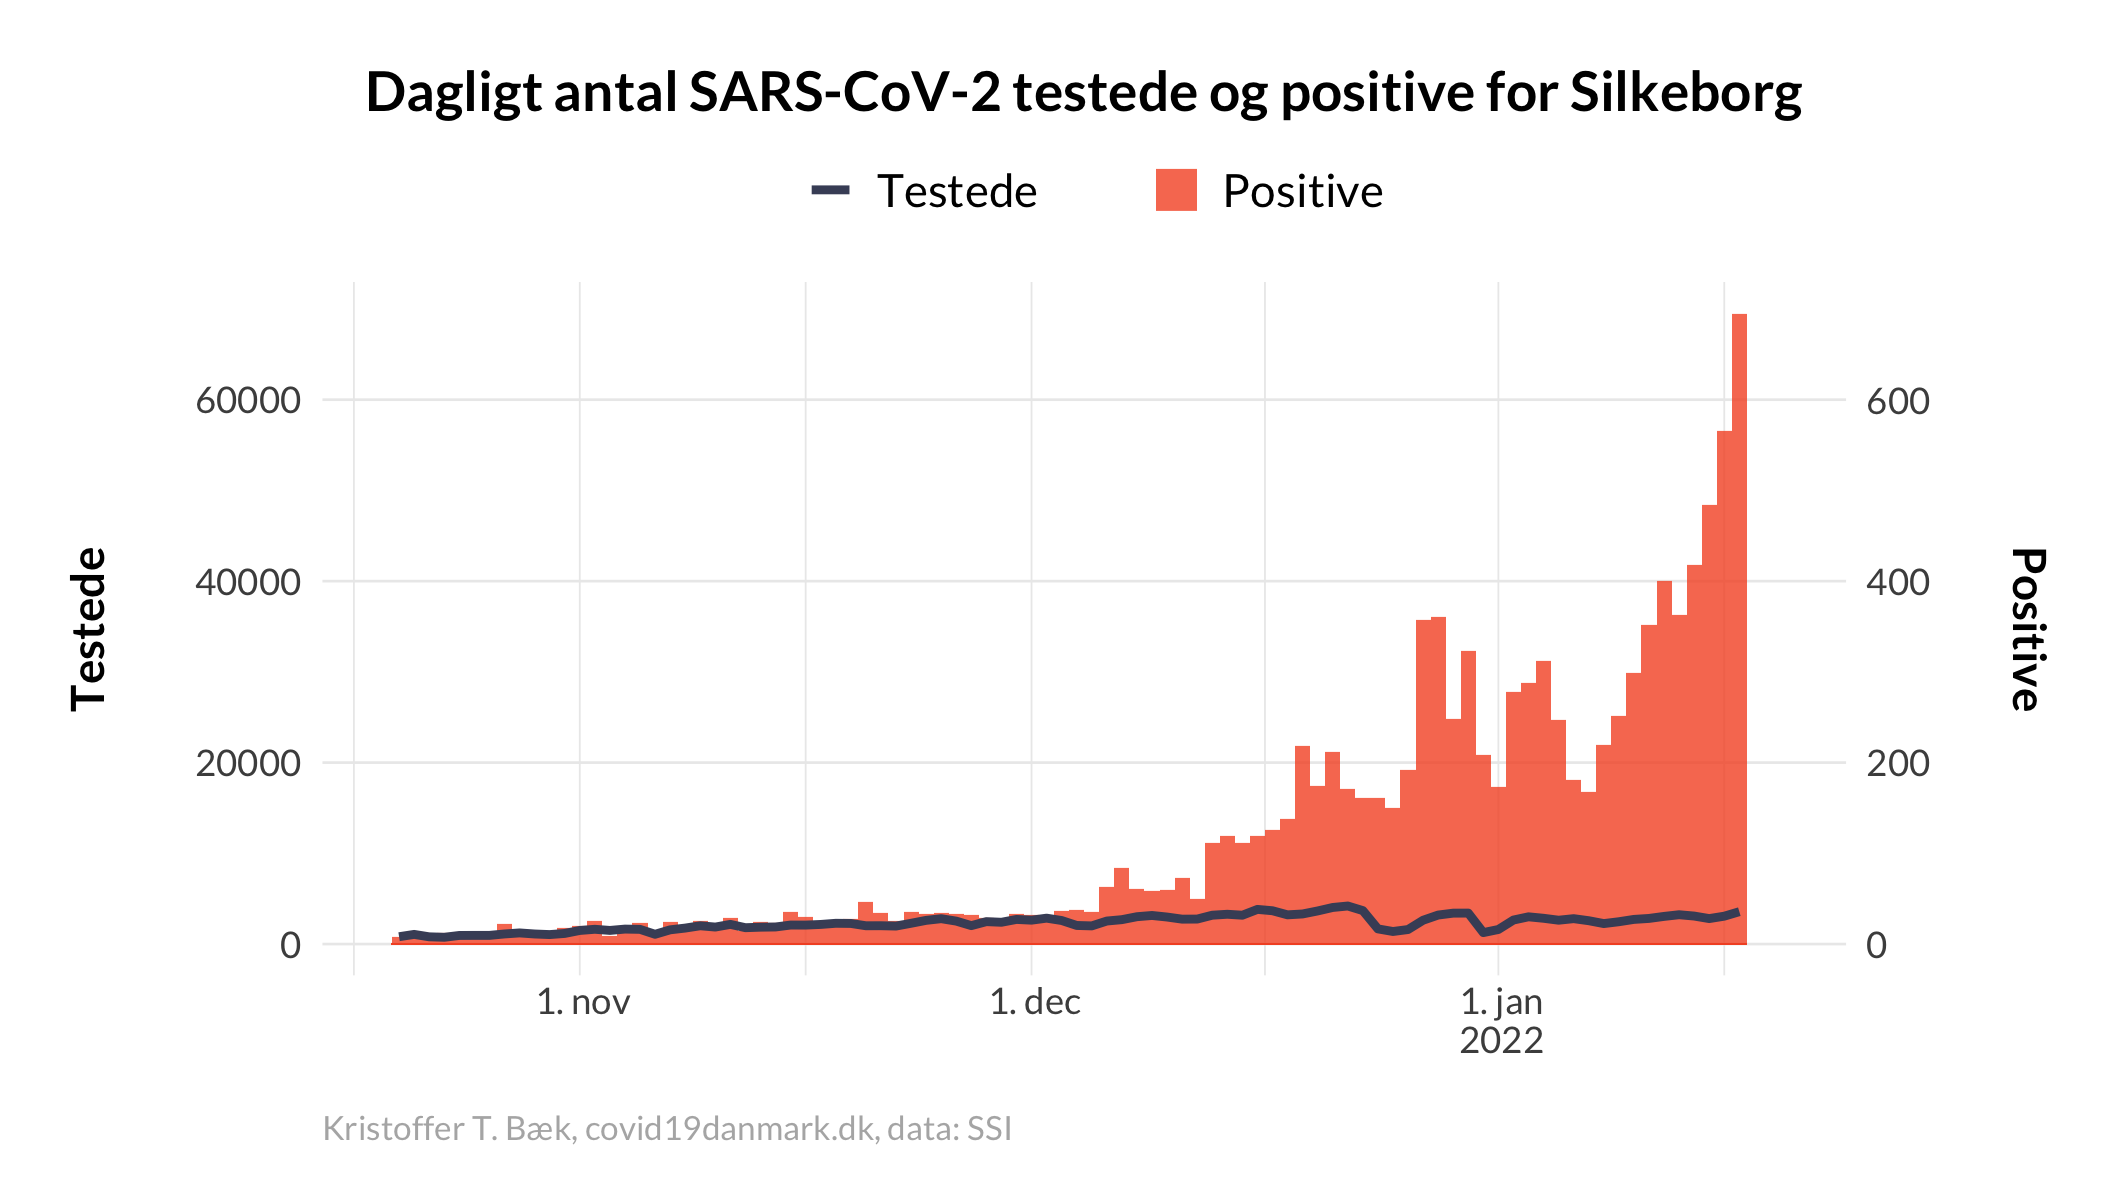 Dagligt antal SARS-CoV-2 testede og positive for Silkeborg
Testede
Positive
Testede
60000
40000
20000
0
600
400
200
0
Positive
1. nov
1. dec
1. jan
2022
Kristoffer T. Bæk, covid19danmark.dk, data: SSI